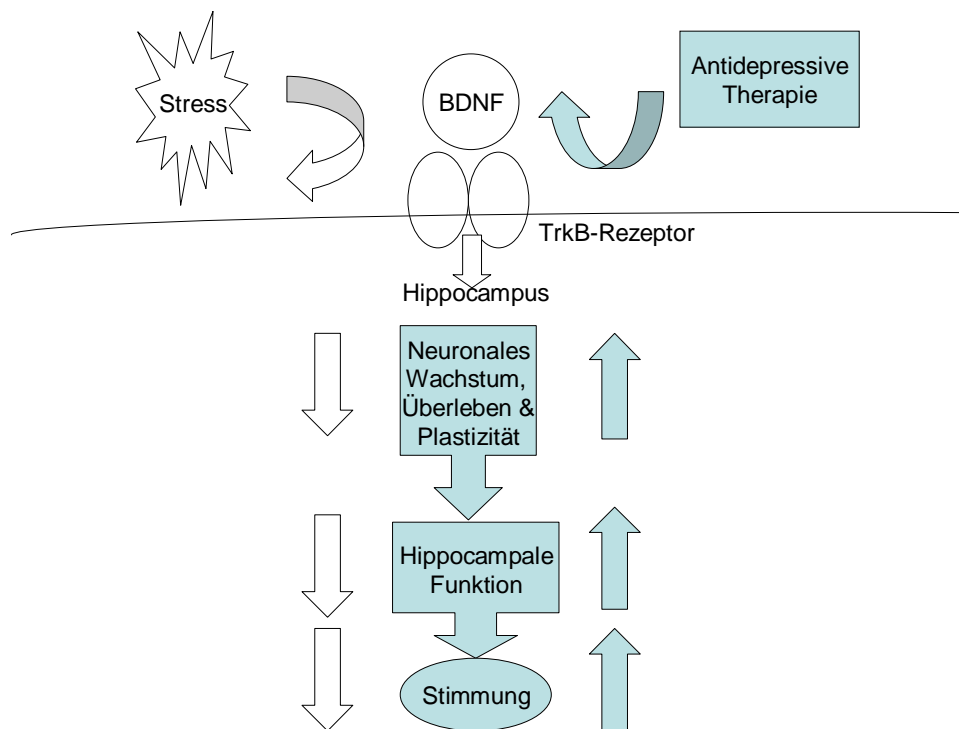 Stress
BDNF
Antidepressive
Therapie
TrkB-Rezeptor
Hippocampus
Neuronales
Wachstum,
Überleben &
Plastizität
Hippocampale
Funktion
Stimmung